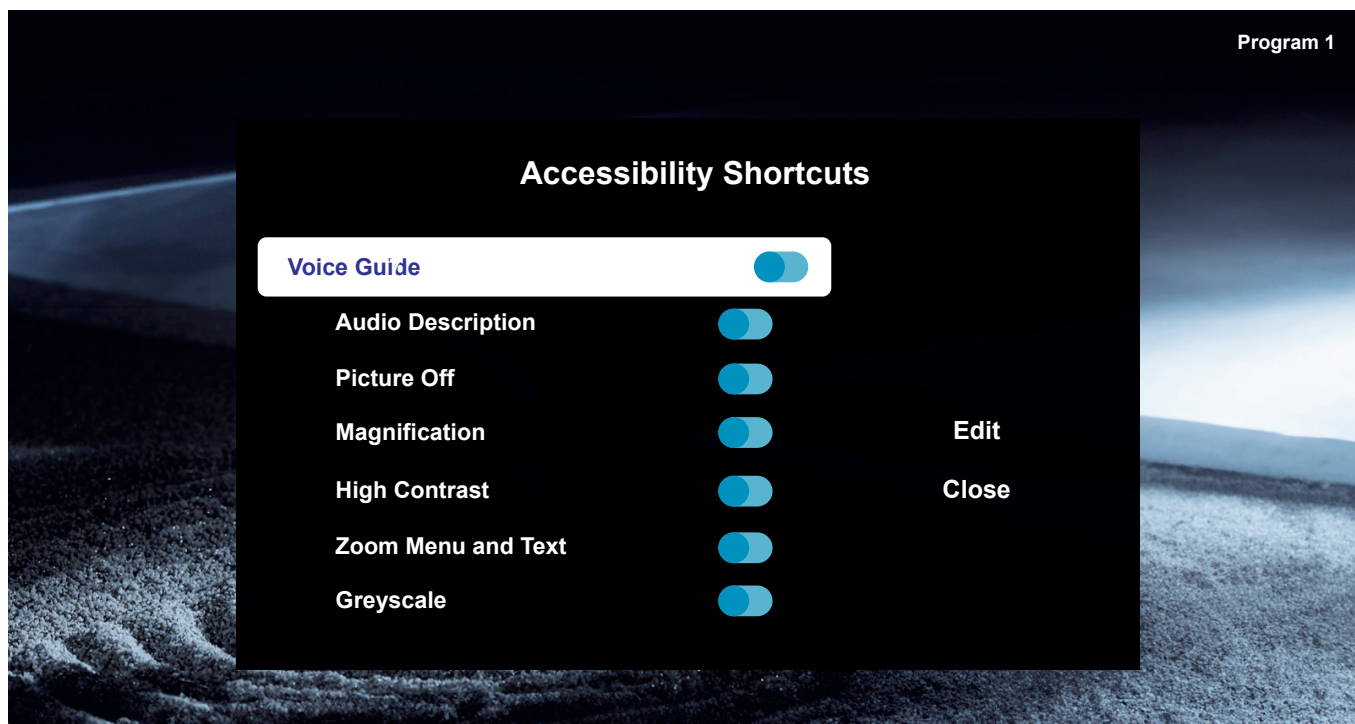 Program 1
Accessibility Shortcuts
Voice Guide
Audio Description
Picture Off
Magnification
Edit
High Contrast
Close
Zoom Menu and Text
Greyscale